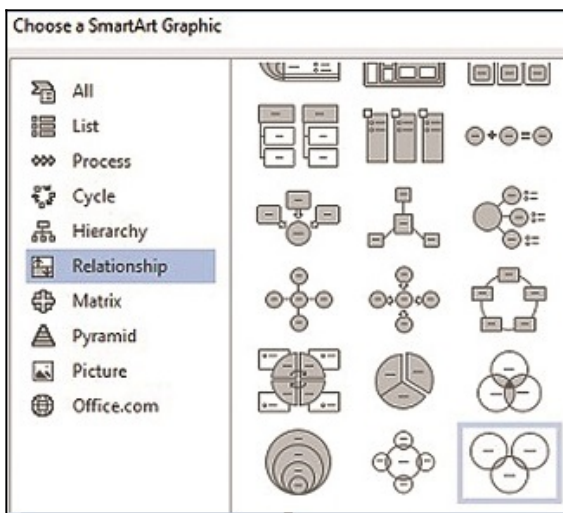 Choose a SmartArt Graphic
All
List
Process
Cycle
Hierarchy
Relationship
Matrix
Pyramid
Picture
Office.com